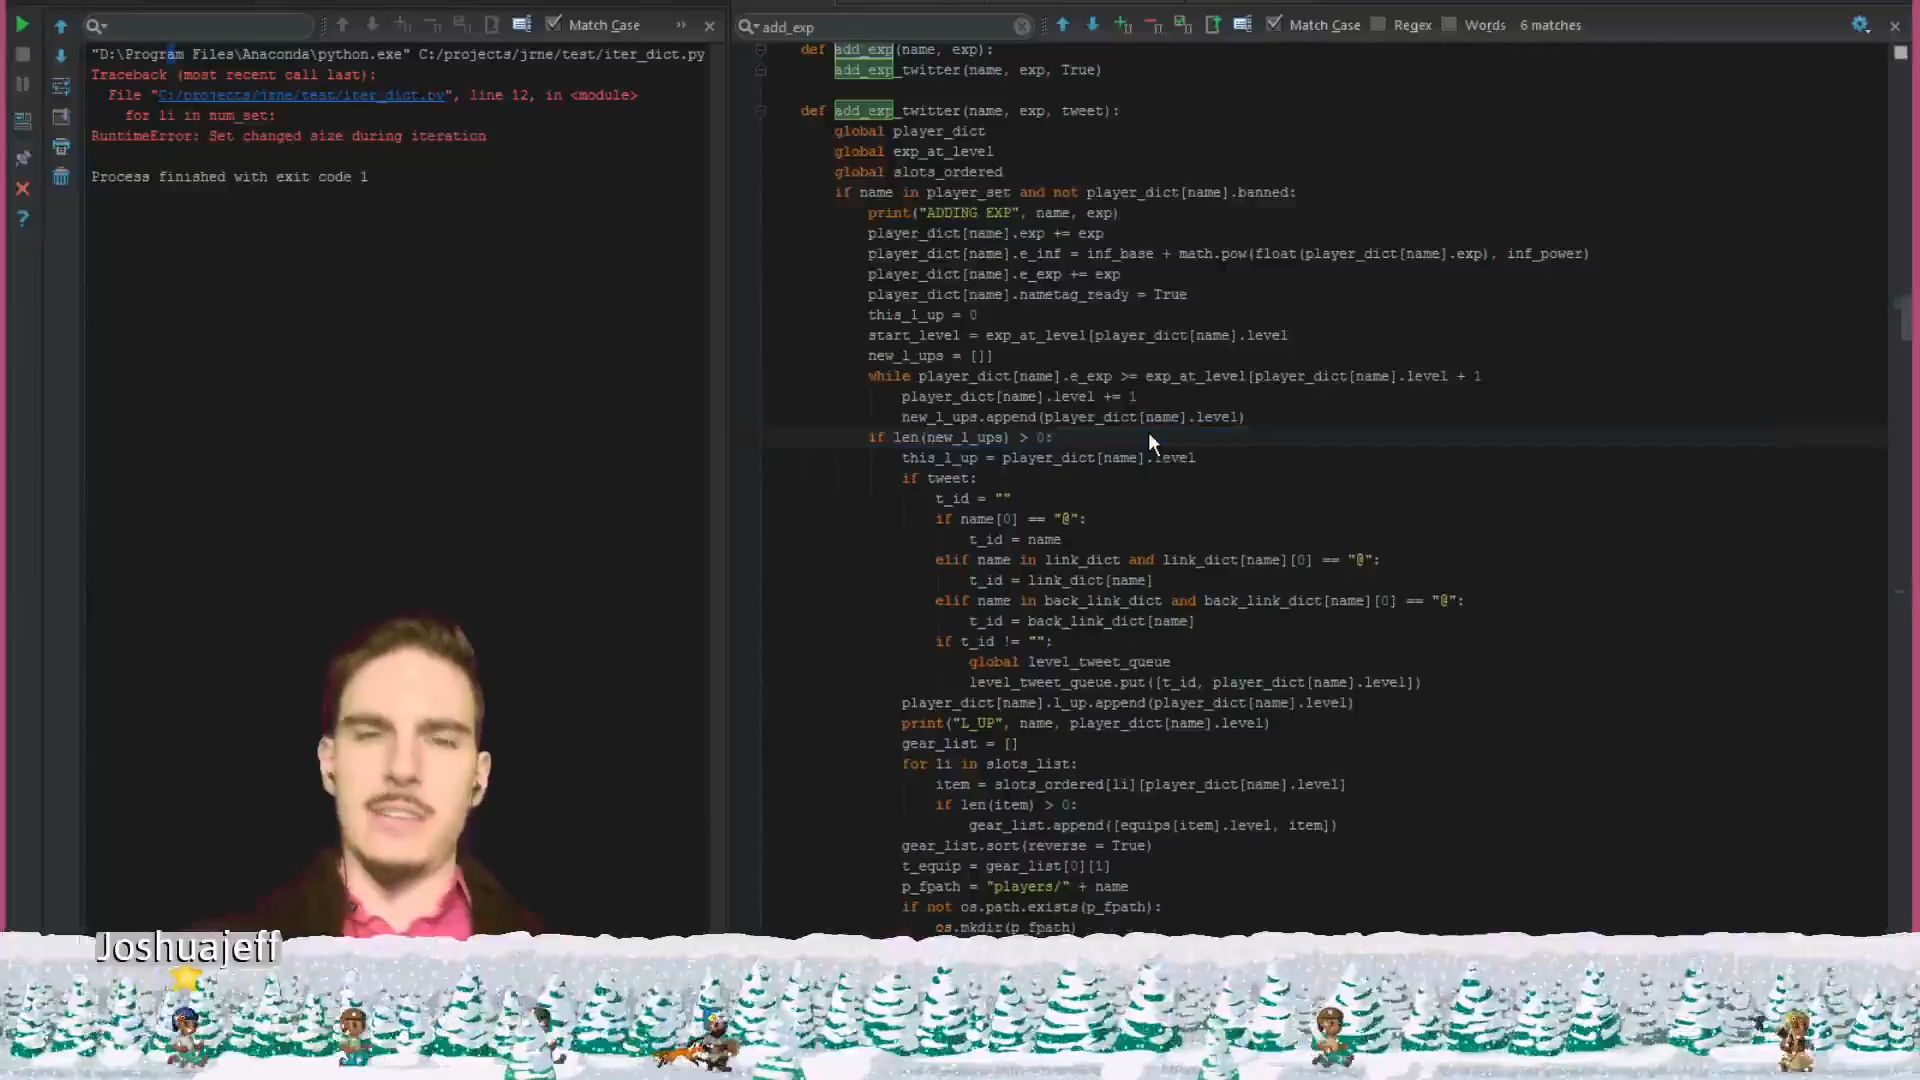 Match Case
"D:\Program Files\Anaconda\python.exe" C:/projects/jrne/test/iter_dict.py
Traceback (most recent call last):
File "C:/projects/jrne/test/iter_dict.py", line 12, in <module>
for li in num_set:
RuntimeError: Set changed size during iteration
Process finished with exit code 1
add_exp
Match Case
Regex
Words
6 matches
def add_exp(name, exp):
add_exp_twitter(name, exp, True)
def add_exp_twitter(name, exp, tweet):
global player_dict
global exp_at_level
global slots_ordered
if name in player_set and not player_dict[name].banned:
print("ADDING EXP", name, exp)
player_dict[name].exp += exp
player_dict[name].e_inf = inf_base + math.pow(float(player_dict[name].exp), inf_power)
player_dict[name].e_exp += exp
player_dict[name].nametag_ready = True
this_l_up = 0
start_level = exp_at_level[player_dict[name].level
new_l_ups = []]
while player_dict[name].e_exp >= exp_at_level[player_dict[name].level + 1
player_dict[name].level += 1
new_l_ups.append(player_dict[name].level)
if len(new_l_ups) > 0:
this_l_up = player_dict[name].level
if tweet:
t_id = ""
if name[0] == "@":
t_id = name
elif name in link_dict and link_dict[name][0] == "@":
t_id = link_dict[name]
elif name in back_link_dict and back_link_dict[name][0] == "@":
t_id = back_link_dict[name]
if t_id != "":
global level_tweet_queue
level_tweet_queue.put([t_id, player_dict[name].level])
player_dict[name].l_up.append(player_dict[name].level)
print("L_UP", name, player_dict[name].level)
gear_list = []
for li in slots_list:
item = slots_ordered[li][player_dict[name].level]
if len(item) > 0:
gear_list.append([equips[item].level, item])
gear_list.sort(reverse = True)
t_equip = gear_list[0][1]
p_fpath = "players/" + name
if not os.path.exists(p_fpath):
os.mkdir(p_fpath)
Joshuajeff